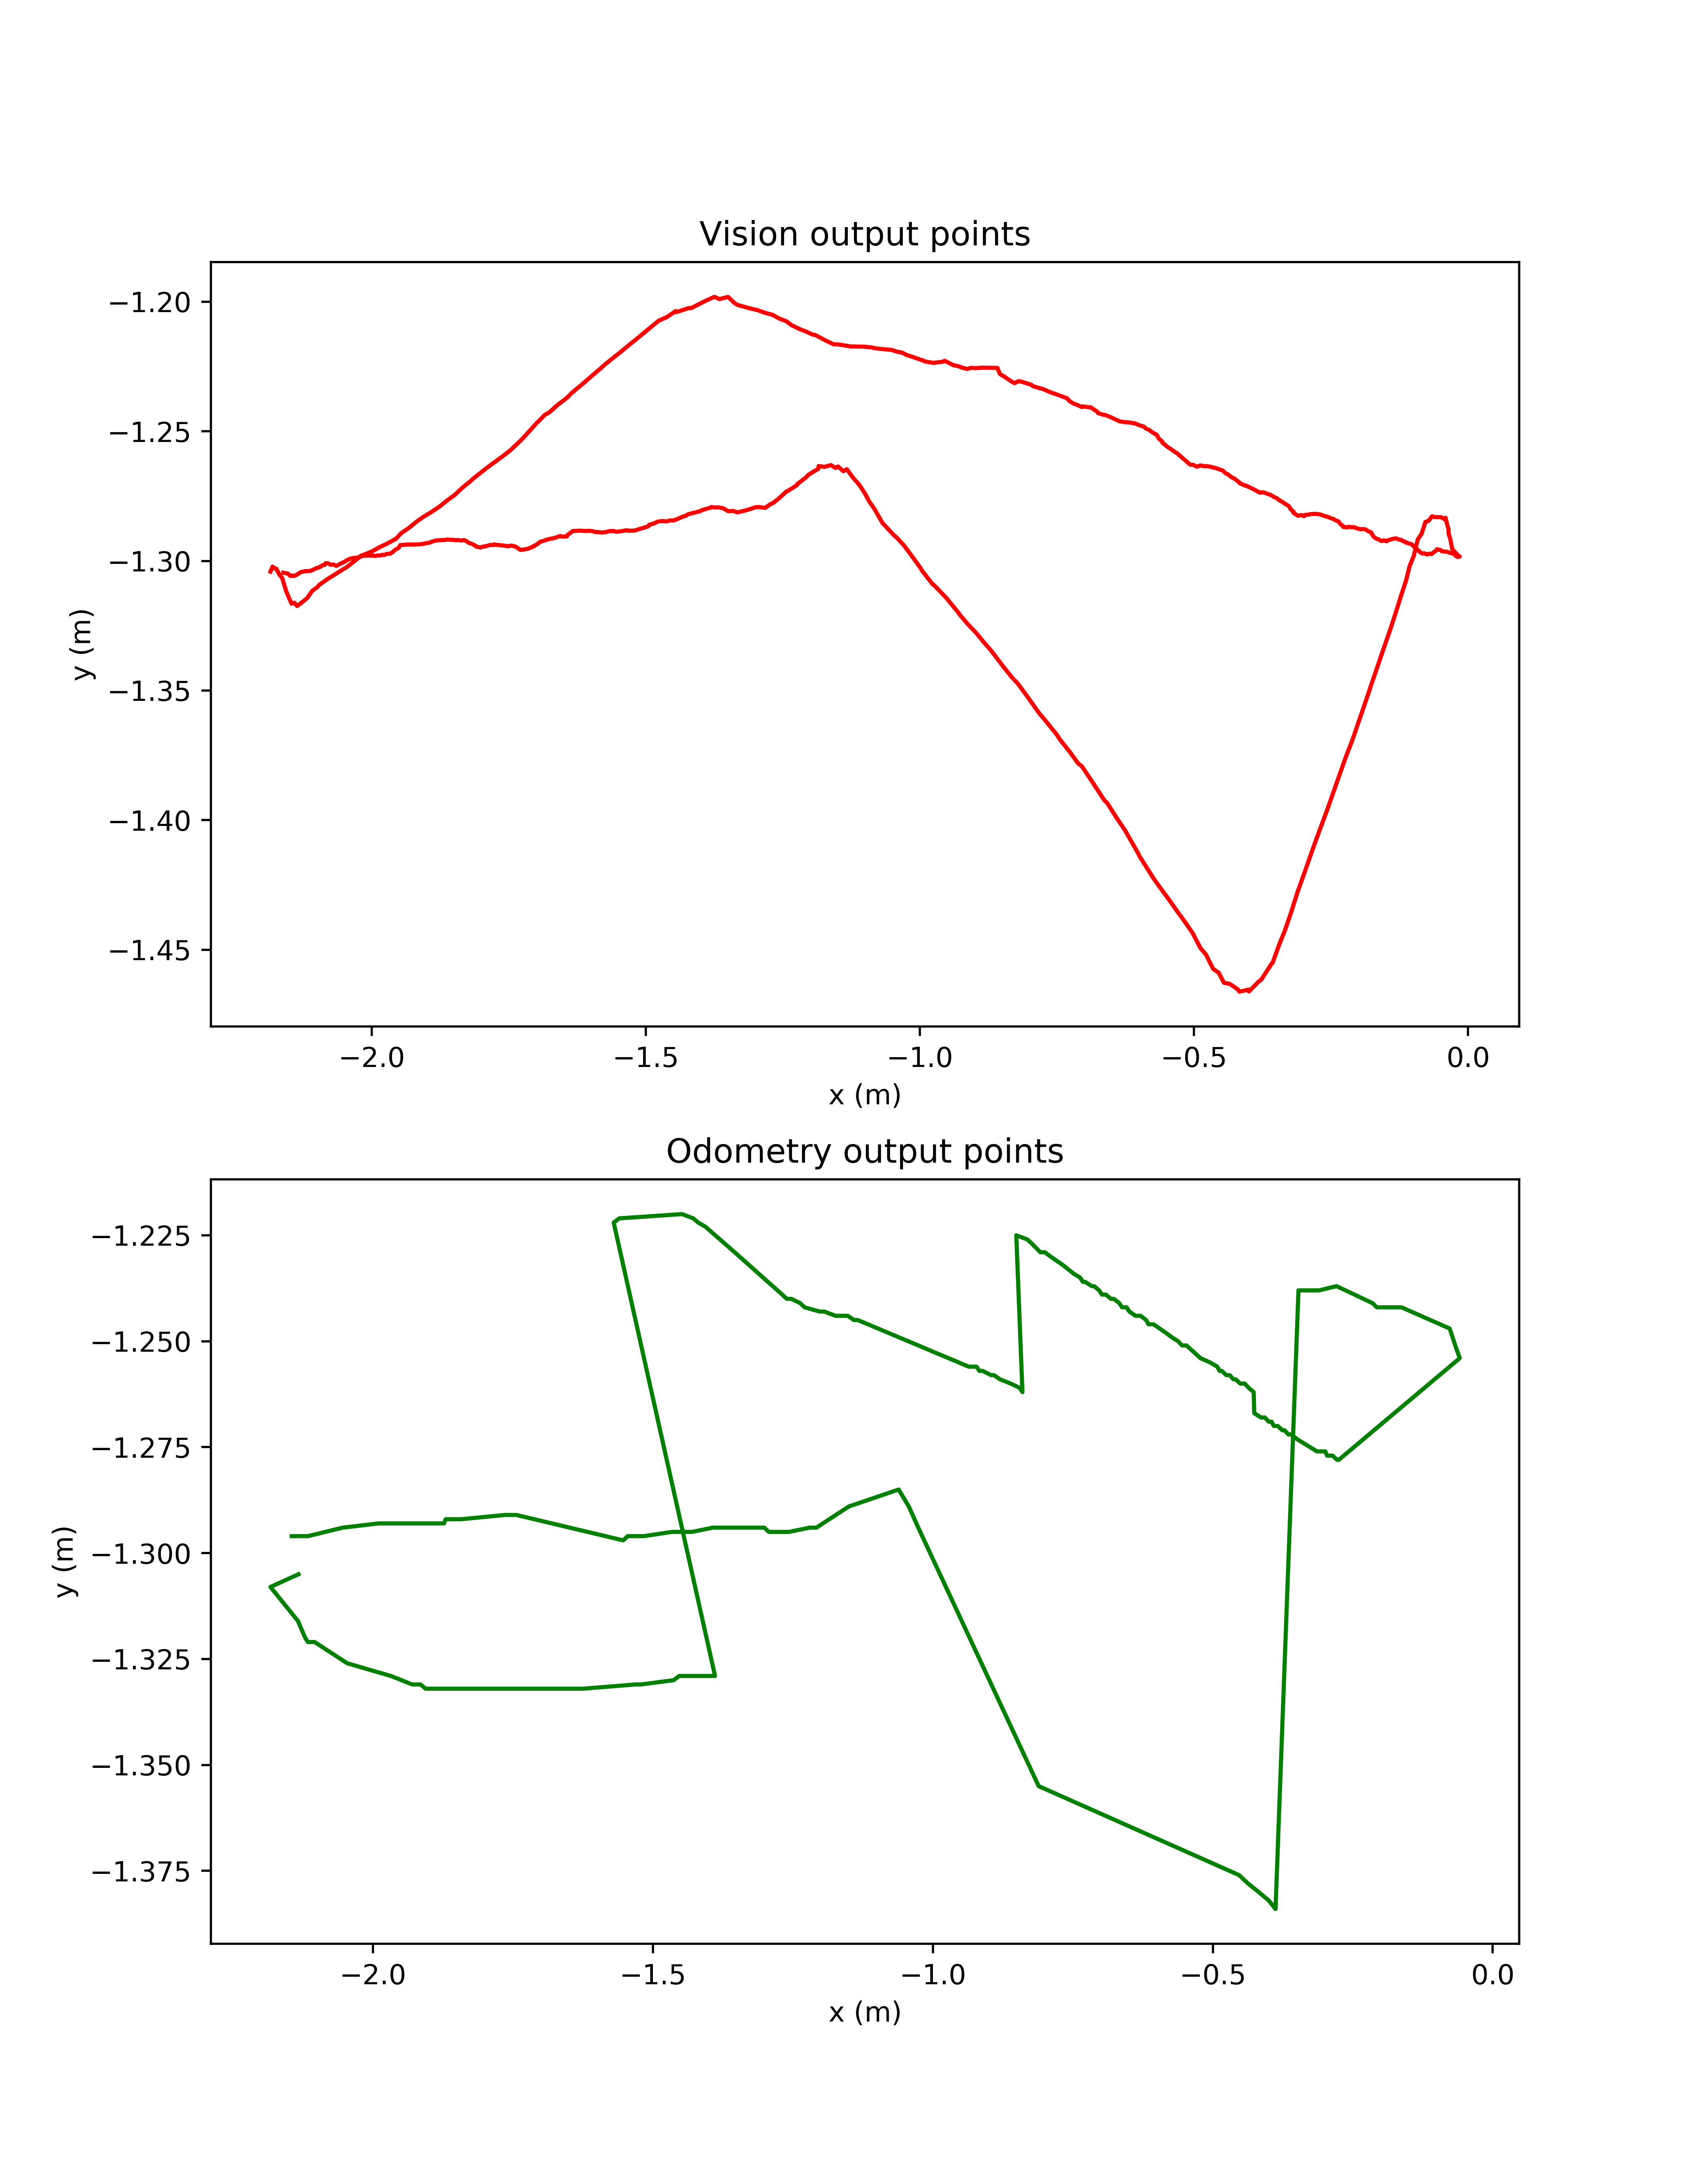 Vision output points
−1.20
−1.25
−1.30
−1.35
−1.40
−1.45
y (m)
−2.0 −1.5 −1.0 −0.5 0.0
x (m)
Odometry output points
−1.225
−1.250
−1.275
−1.300
−1.325
−1.350
−1.375
y (m)
−2.0 −1.5 −1.0 −0.5 0.0
x (m)